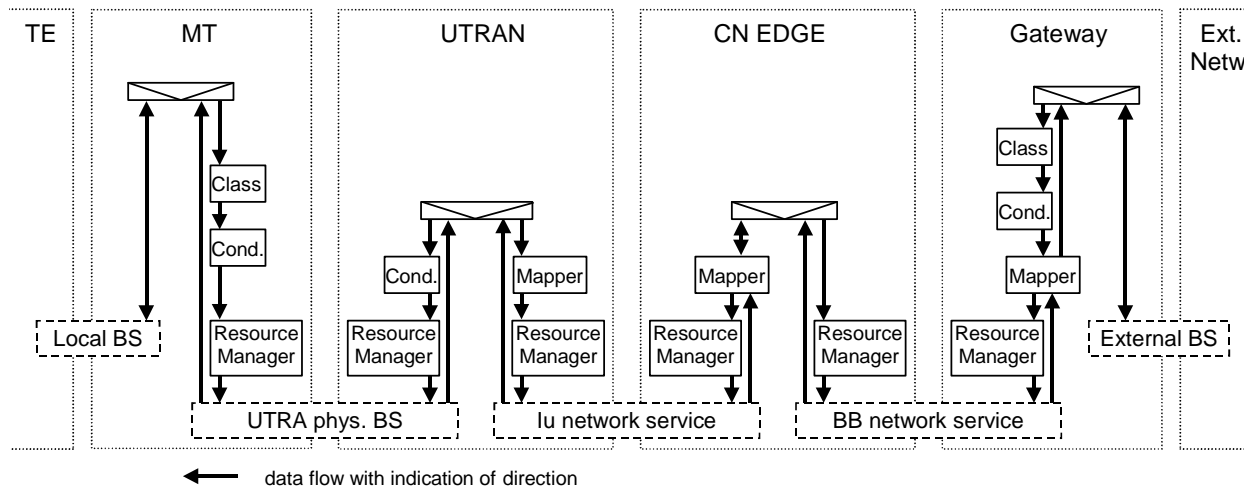 TE
MT
UTRAN
CN EDGE
Gateway
Ext.
Netw
Class
Cond.
Class
Cond.
Cond.
Mapper
Mapper
Mapper
Local BS
Resource
Manager
Resource
Manager
Resource
Manager
Resource
Manager
Resource
Manager
Resource
Manager
External BS
UTRA phys. BS
Iu network service
BB network service
data flow with indication of direction